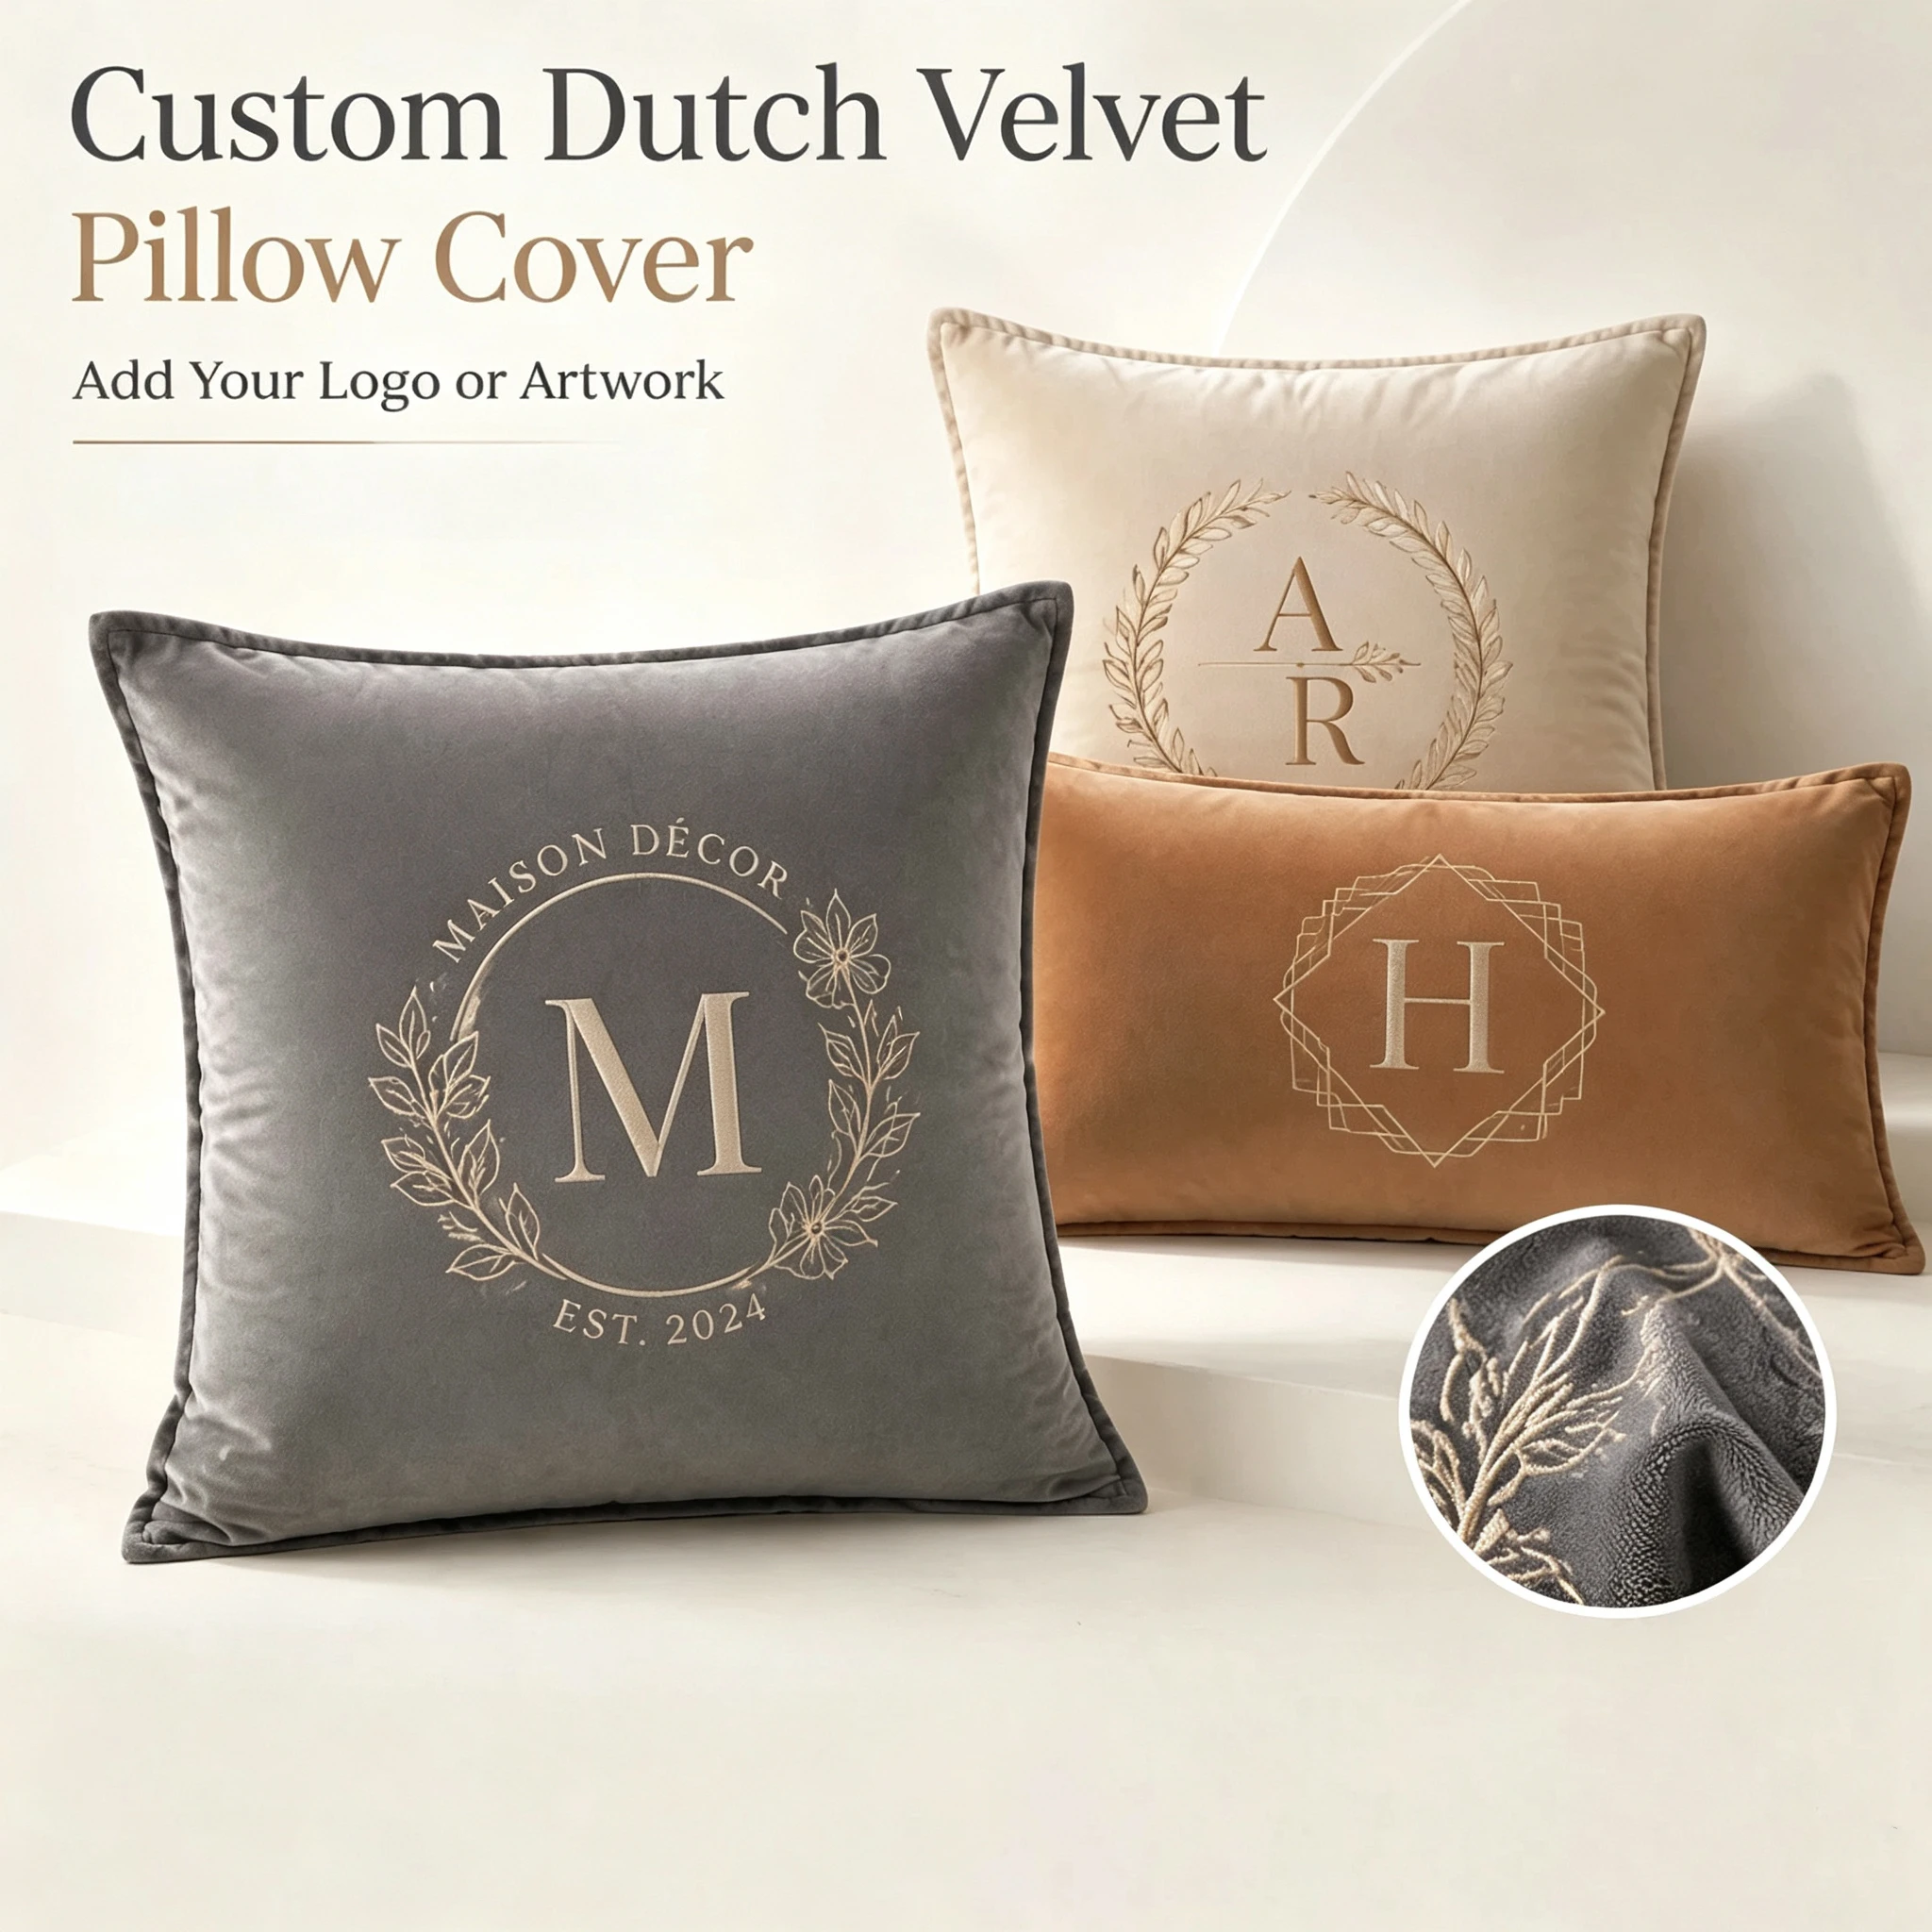 Custom Dutch Velvet
Pillow Cover
Add Your Logo or Artwork
A
R
MAISON DÉCOR
M
EST. 2024
H